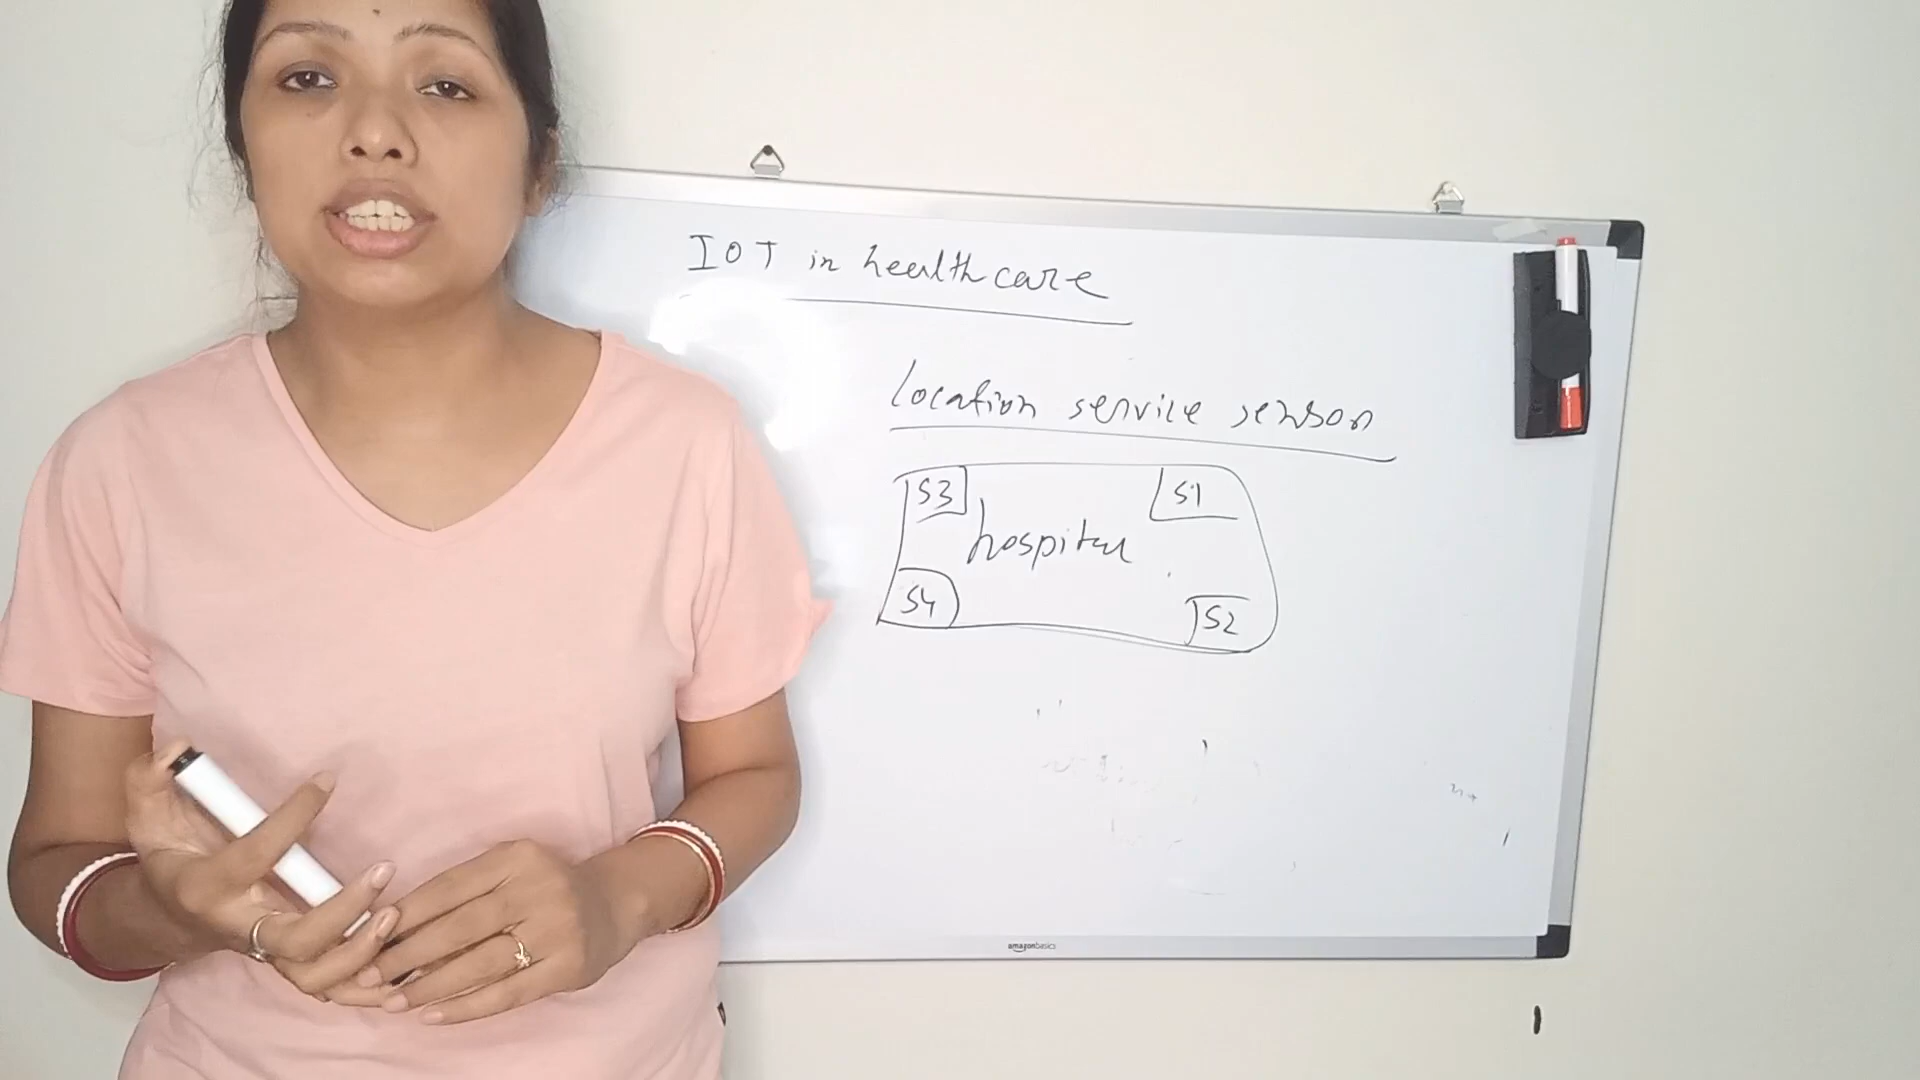 IOT in healthcare
location service sensor
S3
S1
hospital
S4
S2
amazonbasics